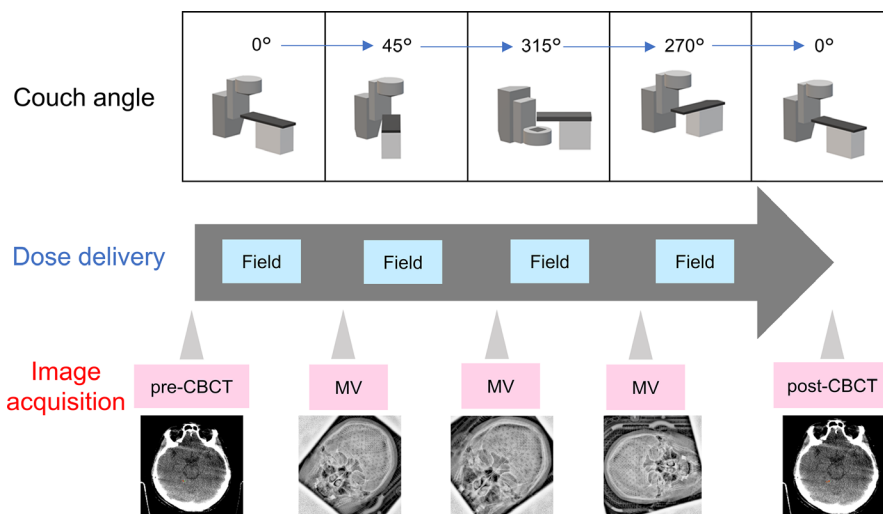 0° 45° 315° 270° 0°
Couch angle
Dose delivery
Field Field Field Field
Image
acquisition
pre-CBCT MV MV MV post-CBCT